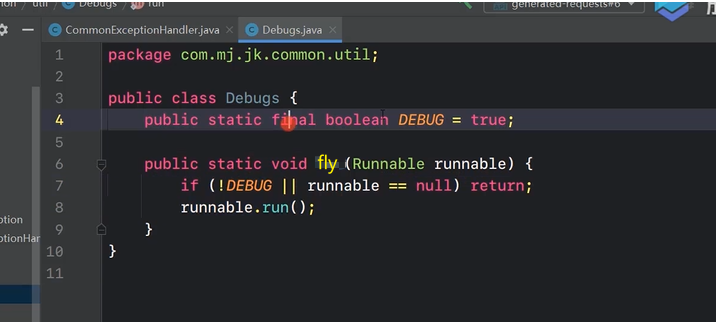 util Debugs run generated-requests#6
CommonExceptionHandler.java × Debugs.java ×
1 package com.mj.jk.common.util;
2
3 public class Debugs {
4 public static final boolean DEBUG = true;
5
6 public static void fly (Runnable runnable) {
7 if (!DEBUG || runnable == null) return;
8 runnable.run();
9 }
10 }
11
ption
ptionHar